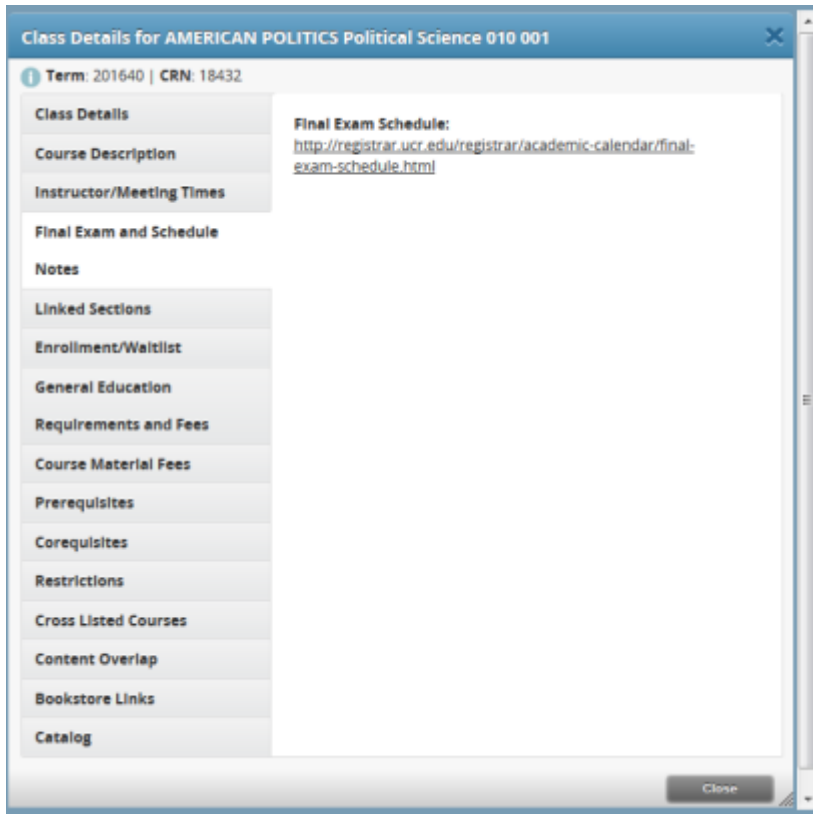 Class Details for AMERICAN POLITICS Political Science 010 001
Term: 201640 | CRN: 18432
Class Details
Course Description
Instructor/Meeting Times
Final Exam and Schedule
Notes
Linked Sections
Enrollment/Waitlist
General Education
Requirements and Fees
Course Material Fees
Prerequisites
Corequisites
Restrictions
Cross Listed Courses
Content Overlap
Bookstore Links
Catalog
Final Exam Schedule:
http://registrar.ucr.edu/registrar/academic-calendar/final-
exam-schedule.html
Close